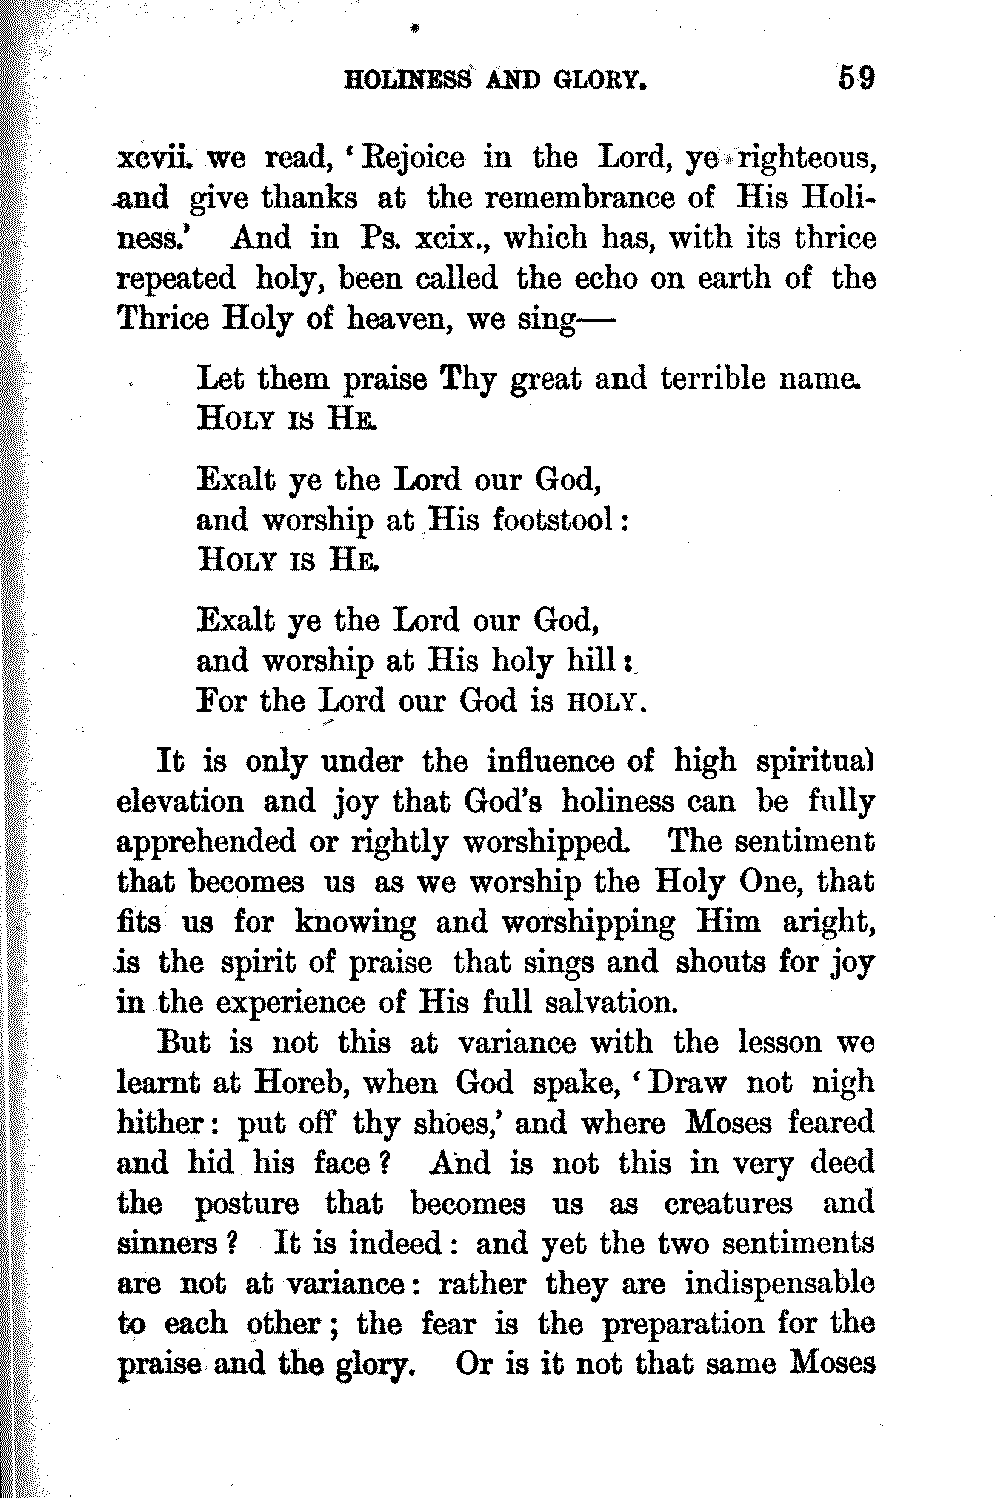 HOLINESS AND GLORY. 59
xcvii. we read, ‘Rejoice in the Lord, ye righteous,
and give thanks at the remembrance of His Holi-
ness.’ And in Ps. xcix., which has, with its thrice
repeated holy, been called the echo on earth of the
Thrice Holy of heaven, we sing—
Let them praise Thy great and terrible name.
HOLY IS HE.
Exalt ye the Lord our God,
and worship at His footstool:
HOLY IS HE.
Exalt ye the Lord our God,
and worship at His holy hill:
For the Lord our God is HOLY.
It is only under the influence of high spiritual
elevation and joy that God's holiness can be fully
apprehended or rightly worshipped. The sentiment
that becomes us as we worship the Holy One, that
fits us for knowing and worshipping Him aright,
is the spirit of praise that sings and shouts for joy
in the experience of His full salvation.
But is not this at variance with the lesson we
learnt at Horeb, when God spake, ‘Draw not nigh
hither: put off thy shoes,’ and where Moses feared
and hid his face? And is not this in very deed
the posture that becomes us as creatures and
sinners? It is indeed: and yet the two sentiments
are not at variance: rather they are indispensable
to each other; the fear is the preparation for the
praise and the glory. Or is it not that same Moses